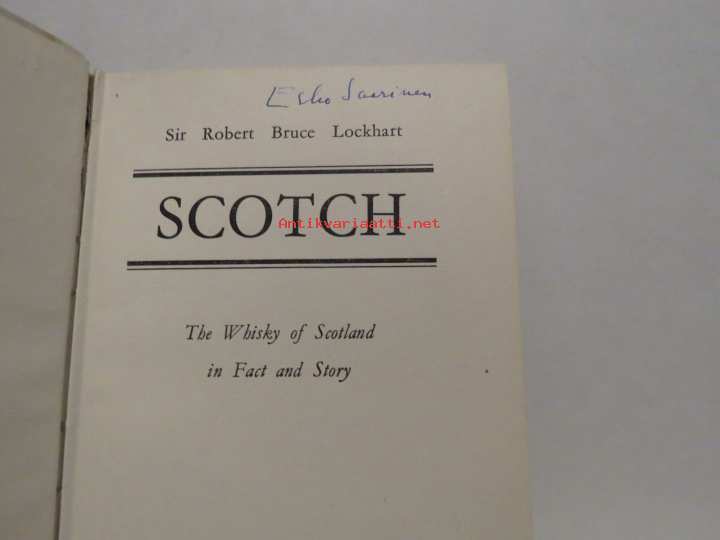 Esko Saarinen
Sir Robert Bruce Lockhart
SCOTCH
Antikvariaatti.net
The Whisky of Scotland
in Fact and Story